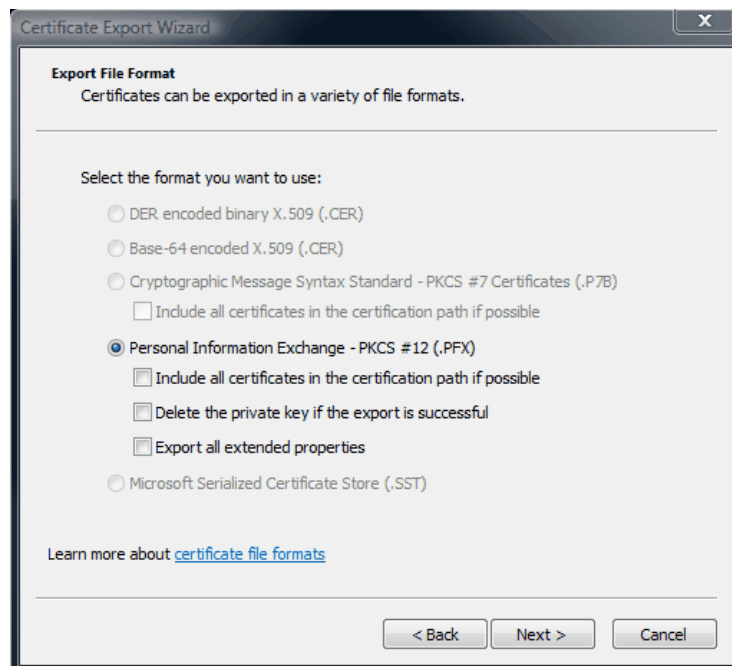 Certificate Export Wizard
X
Export File Format
Certificates can be exported in a variety of file formats.
Select the format you want to use:
DER encoded binary X.509 (.CER)
Base-64 encoded X.509 (.CER)
Cryptographic Message Syntax Standard - PKCS #7 Certificates (.P7B)
Include all certificates in the certification path if possible
Personal Information Exchange - PKCS #12 (.PFX)
Include all certificates in the certification path if possible
Delete the private key if the export is successful
Export all extended properties
Microsoft Serialized Certificate Store (.SST)
Learn more about certificate file formats
< Back Next > Cancel